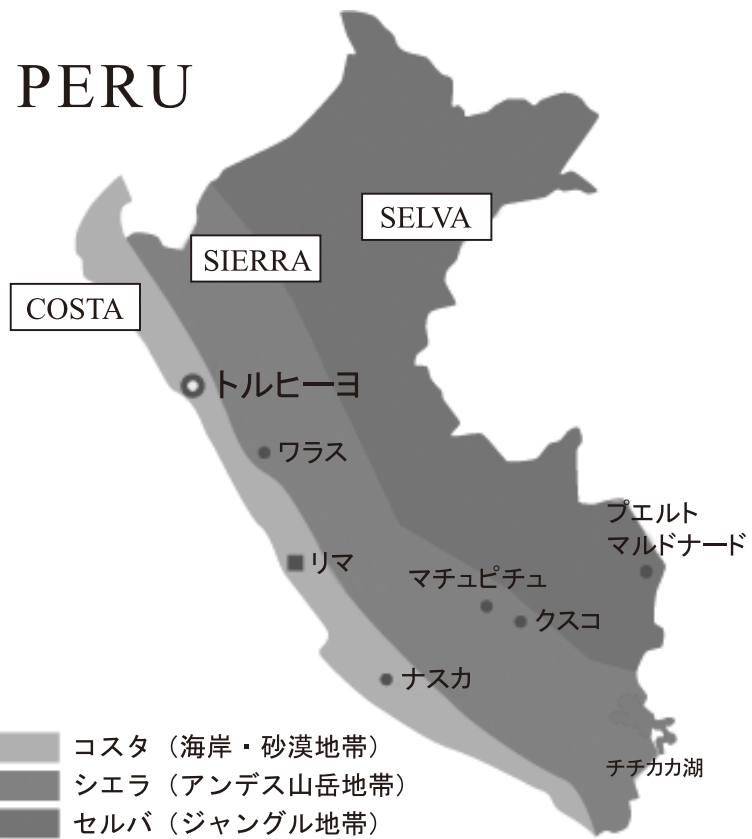 PERU
SELVA
SIERRA
COSTA
トルヒーヨ
ワラス
プエルト
マルドナード
リマ
マチュピチュ
クスコ
ナスカ
コスタ（海岸・砂漠地帯）
シエラ（アンデス山岳地帯）
チチカカ湖
セルバ（ジャングル地帯）